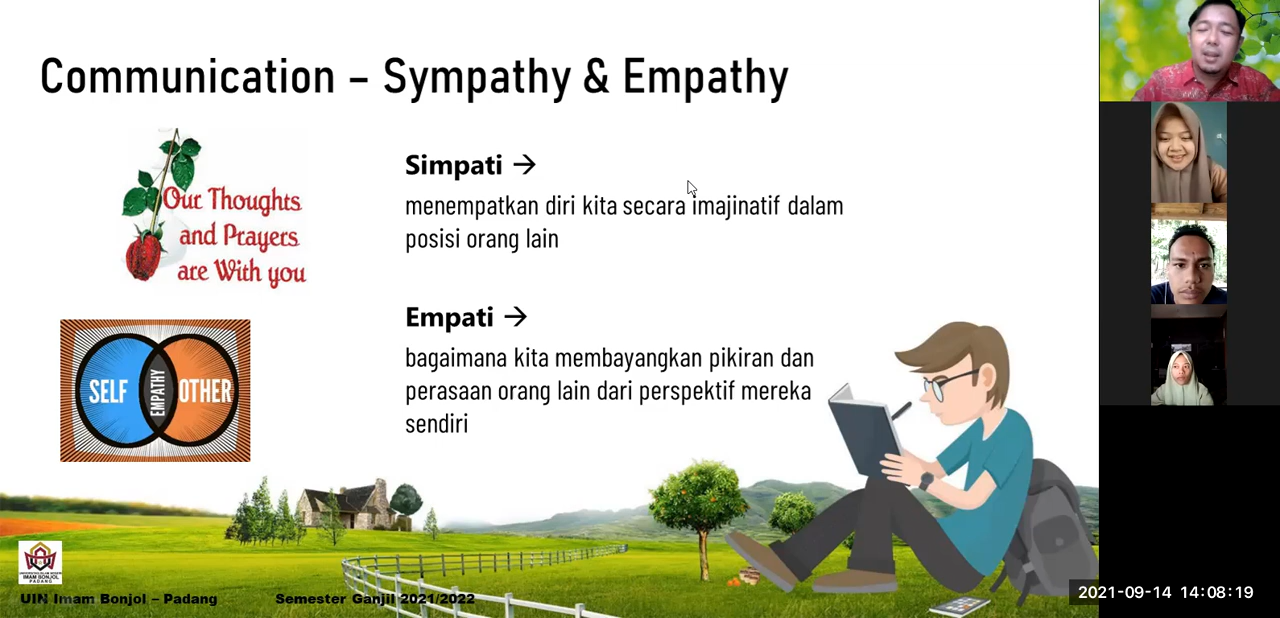 Communication – Sympathy & Empathy
Our Thoughts
and Prayers
are With you
Simpati →
menempatkan diri kita secara imajinatif dalam
posisi orang lain
Empati →
bagaimana kita membayangkan pikiran dan
perasaan orang lain dari perspektif mereka
sendiri
SELF EMPATHY OTHER
IMAM BONJOL
PADANG
UIN Imam Bonjol – Padang Semester Ganjil 2021/2022
2021-09-14 14:08:19